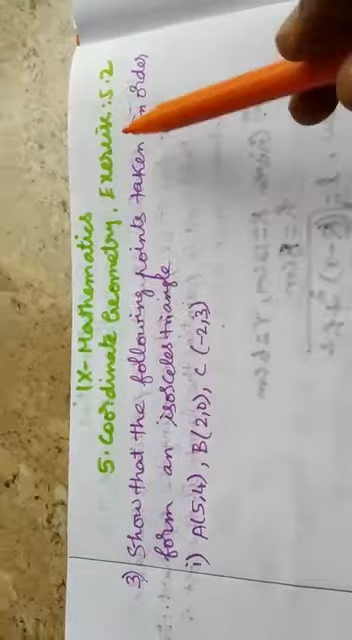 IX-Mathematics
5. Coordinate Geometry. Exercise: 5.2
3) Show that the following points taken in order
form an isosceles triangle
i) A(5,4), B(2,0), C (-2,3)